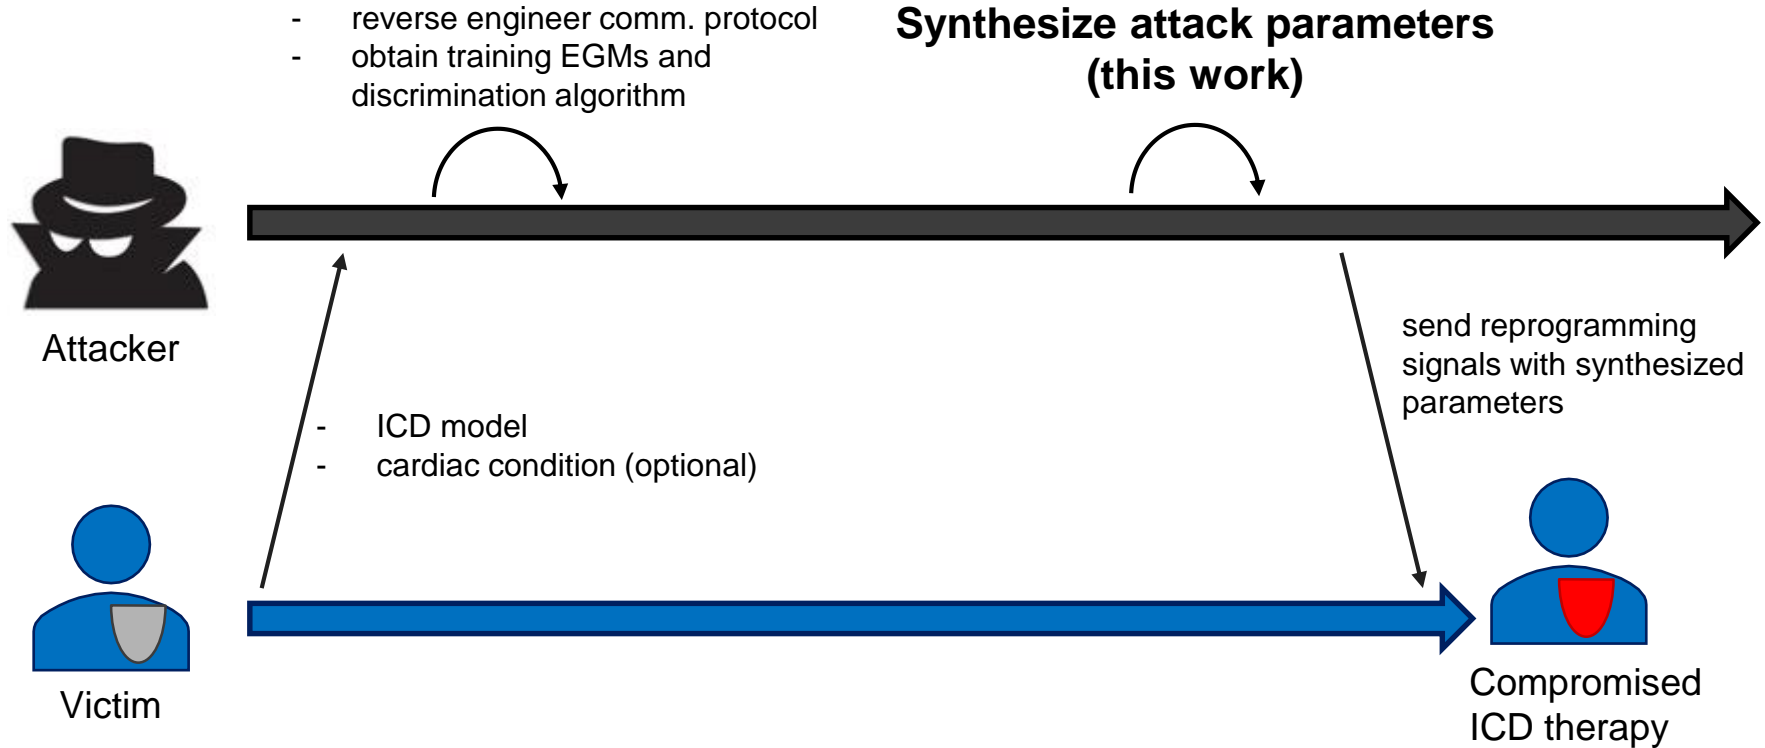 - reverse engineer comm. protocol
- obtain training EGMs and
discrimination algorithm
Synthesize attack parameters
(this work)
Attacker
send reprogramming
signals with synthesized
parameters
- ICD model
- cardiac condition (optional)
Victim
Compromised
ICD therapy